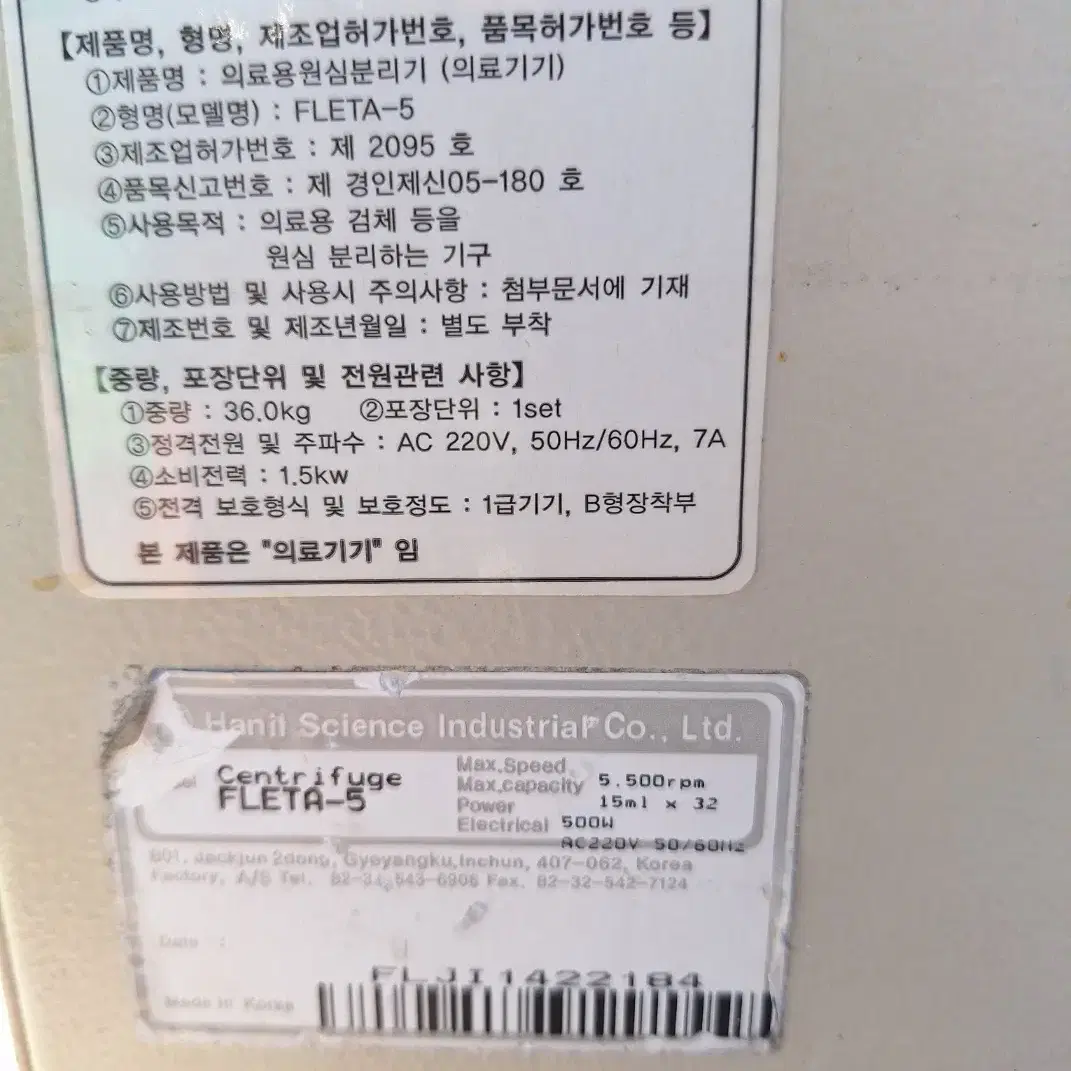 【제품명, 형명, 제조업허가번호, 품목허가번호 등】
①제품명 : 의료용원심분리기 (의료기기)
②형명(모델명) : FLETA-5
③제조업허가번호 : 제 2095 호
④품목신고번호 : 제 경인제신05-180 호
⑤사용목적 : 의료용 검체 등을
원심 분리하는 기구
⑥사용방법 및 사용시 주의사항 : 첨부문서에 기재
⑦제조번호 및 제조년월일 : 별도 부착
【중량, 포장단위 및 전원관련 사항】
①중량 : 36.0kg ②포장단위 : 1set
③정격전원 및 주파수 : AC 220V, 50Hz/60Hz, 7A
④소비전력 : 1.5kw
⑤전격 보호형식 및 보호정도 : 1급기기, B형장착부
본 제품은 "의료기기" 임
Hanil Science Industrial Co., Ltd.
Centrifuge
FLETA-5
Max.Speed 5.500rpm
Max.capacity 15ml x 32
Power 500W
Electrical AC220V 50/60Hz
Gyeyangku, Inchun, 407-062, Korea
Factory, A/S Tel. Fax. 82-32-542-7124
Date :
FLJI1422184
Made in Korea